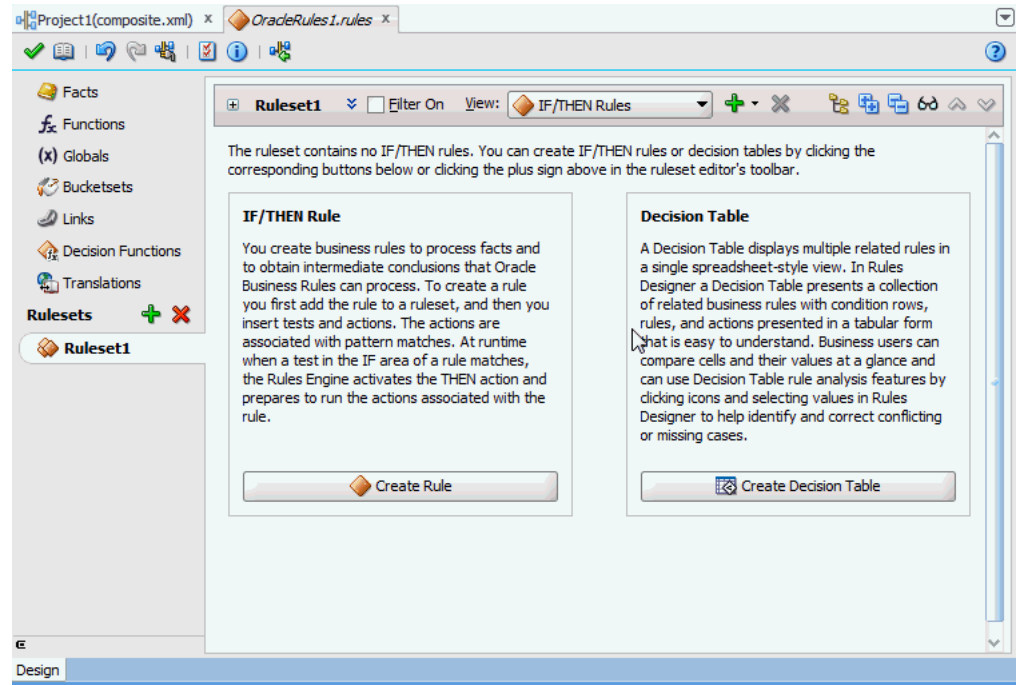 Project1(composite.xml) x OracleRules1.rules x
Facts
Functions
(x) Globals
Bucketsets
Links
Decision Functions
Translations
Rulesets
Ruleset1
Ruleset1 Filter On View: IF/THEN Rules
The ruleset contains no IF/THEN rules. You can create IF/THEN rules or decision tables by clicking the
corresponding buttons below or clicking the plus sign above in the ruleset editor's toolbar.
IF/THEN Rule
You create business rules to process facts and
to obtain intermediate conclusions that Oracle
Business Rules can process. To create a rule
you first add the rule to a ruleset, and then you
insert tests and actions. The actions are
associated with pattern matches. At runtime
when a test in the IF area of a rule matches,
the Rules Engine activates the THEN action and
prepares to run the actions associated with the
rule.
Create Rule
Decision Table
A Decision Table displays multiple related rules in
a single spreadsheet-style view. In Rules
Designer a Decision Table presents a collection
of related business rules with condition rows,
rules, and actions presented in a tabular form
that is easy to understand. Business users can
compare cells and their values at a glance and
can use Decision Table rule analysis features by
clicking icons and selecting values in Rules
Designer to help identify and correct conflicting
or missing cases.
Create Decision Table
Design